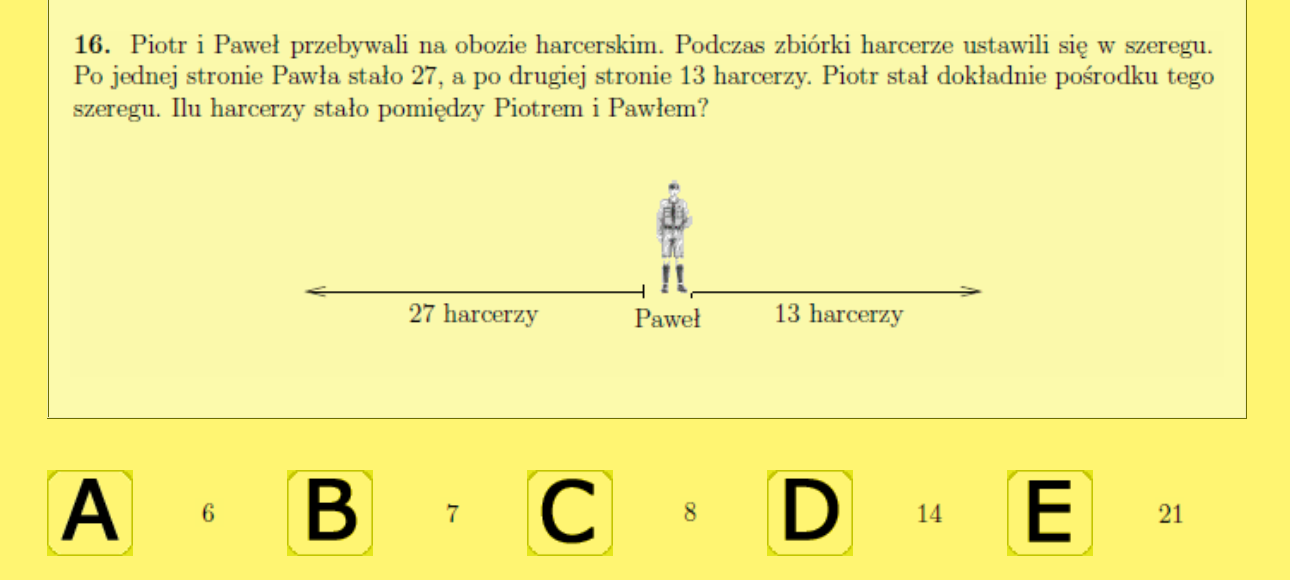 16. Piotr i Paweł przebywali na obozie harcerskim. Podczas zbiórki harcerze ustawili się w szeregu.
Po jednej stronie Pawła stało 27, a po drugiej stronie 13 harcerzy. Piotr stał dokładnie pośrodku tego
szeregu. Ilu harcerzy stało pomiędzy Piotrem i Pawłem?
27 harcerzy Paweł 13 harcerzy
A 6 B 7 C 8 D 14 E 21